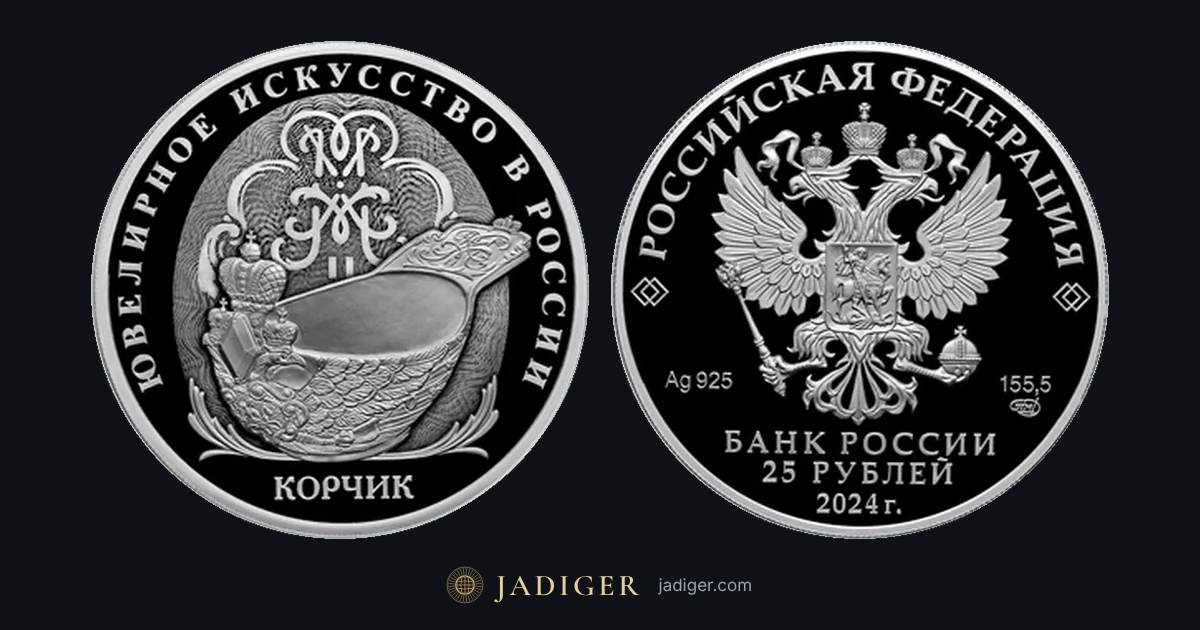 ЮВЕЛИРНОЕ ИСКУССТВО В РОССИИ
КОРЧИК
РОССИЙСКАЯ ФЕДЕРАЦИЯ
Ag 925
155,5
БАНК РОССИИ
25 РУБЛЕЙ
2024 г.
JADIGER
jadiger.com